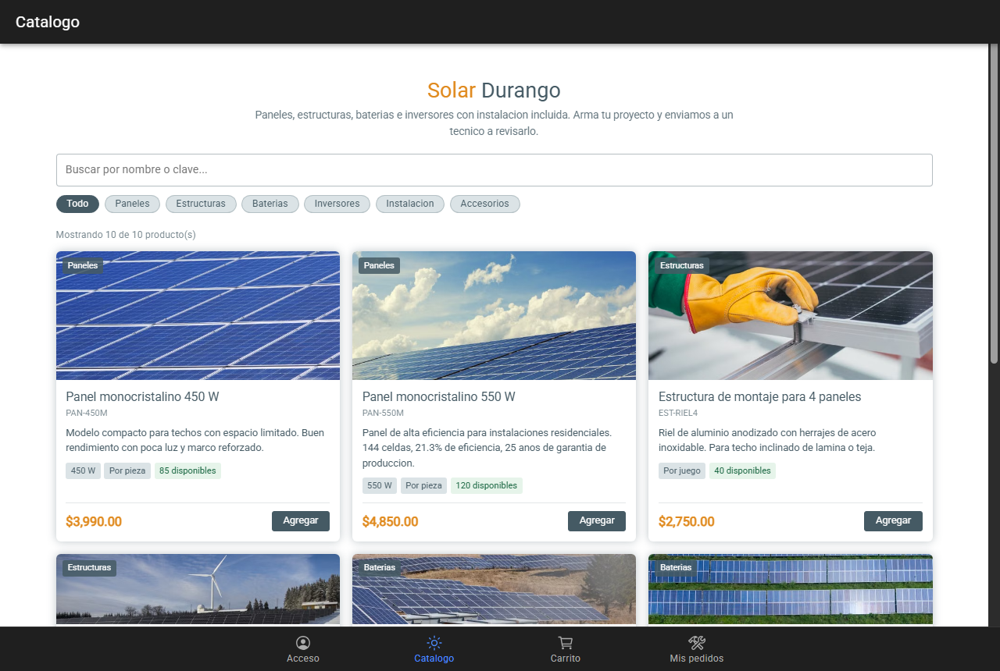 Catalogo
Solar Durango
Paneles, estructuras, baterias e inversores con instalacion incluida. Arma tu proyecto y enviamos a un
tecnico a revisarlo.
Buscar por nombre o clave...
Todo Paneles Estructuras Baterias Inversores Instalacion Accesorios
Mostrando 10 de 10 producto(s)
Paneles
Panel monocristalino 450 W
PAN-450M
Modelo compacto para techos con espacio limitado. Buen
rendimiento con poca luz y marco reforzado.
450 W Por pieza 85 disponibles
$3,990.00 Agregar
Paneles
Panel monocristalino 550 W
PAN-550M
Panel de alta eficiencia para instalaciones residenciales.
144 celdas, 21.3% de eficiencia, 25 anos de garantia de
produccion.
550 W Por pieza 120 disponibles
$4,850.00 Agregar
Estructuras
Estructura de montaje para 4 paneles
EST-RIEL4
Riel de aluminio anodizado con herrajes de acero
inoxidable. Para techo inclinado de lamina o teja.
Por juego 40 disponibles
$2,750.00 Agregar
Estructuras
Baterias
Baterias
Acceso Catalogo Carrito Mis pedidos